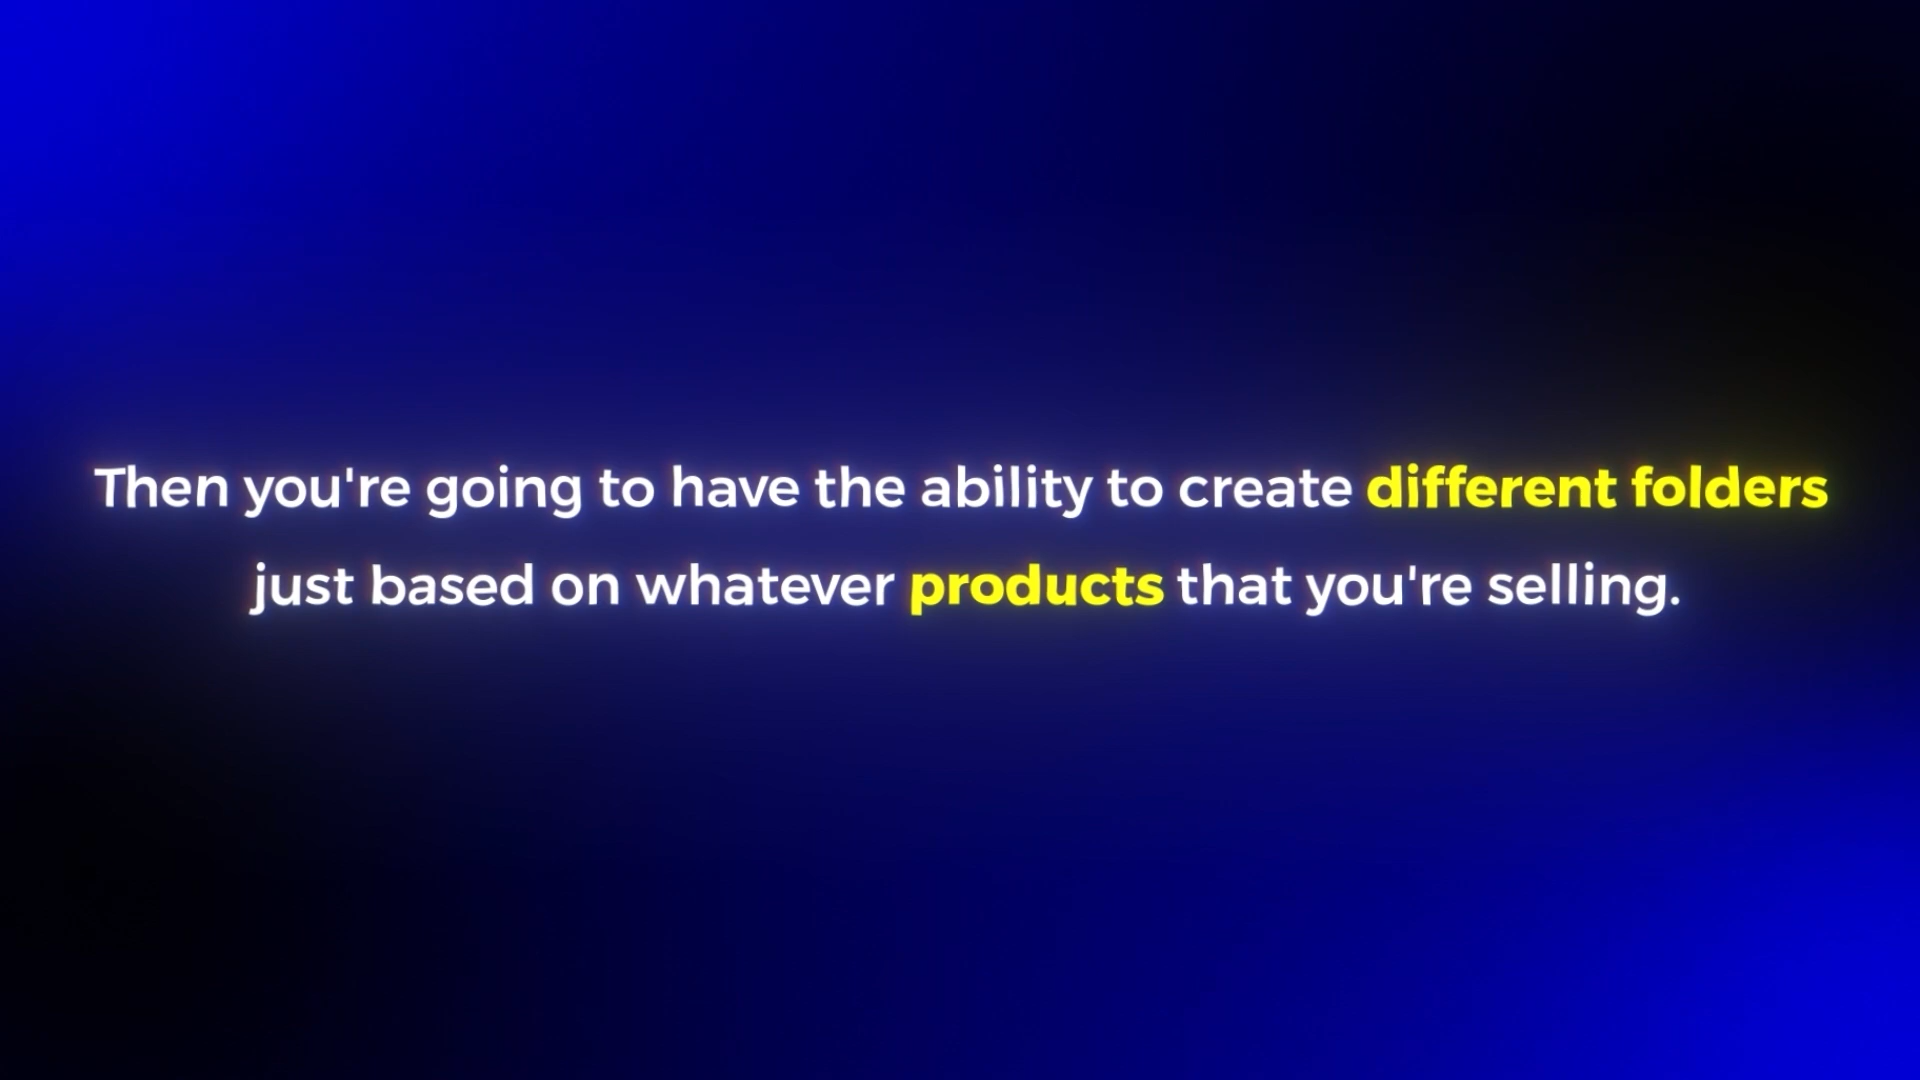 Then you're going to have the ability to create different folders
just based on whatever products that you're selling.